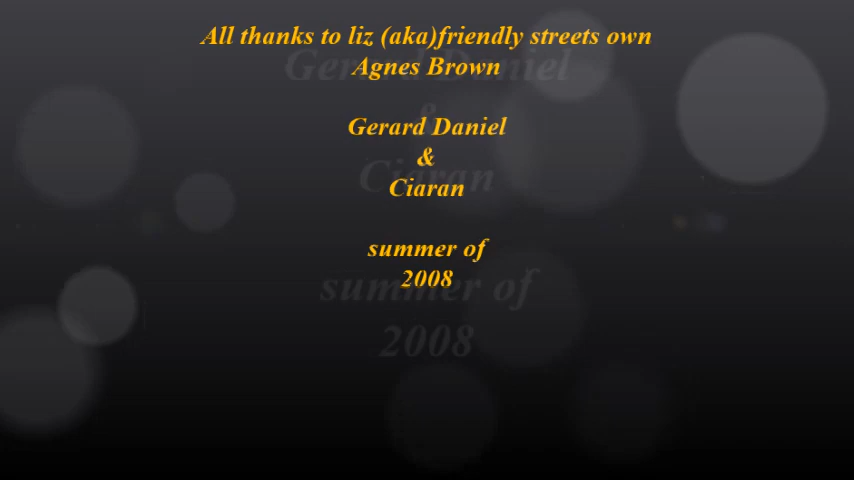 All thanks to liz (aka)friendly streets own
Agnes Brown
Gerard Daniel
&
Ciaran
summer of
2008